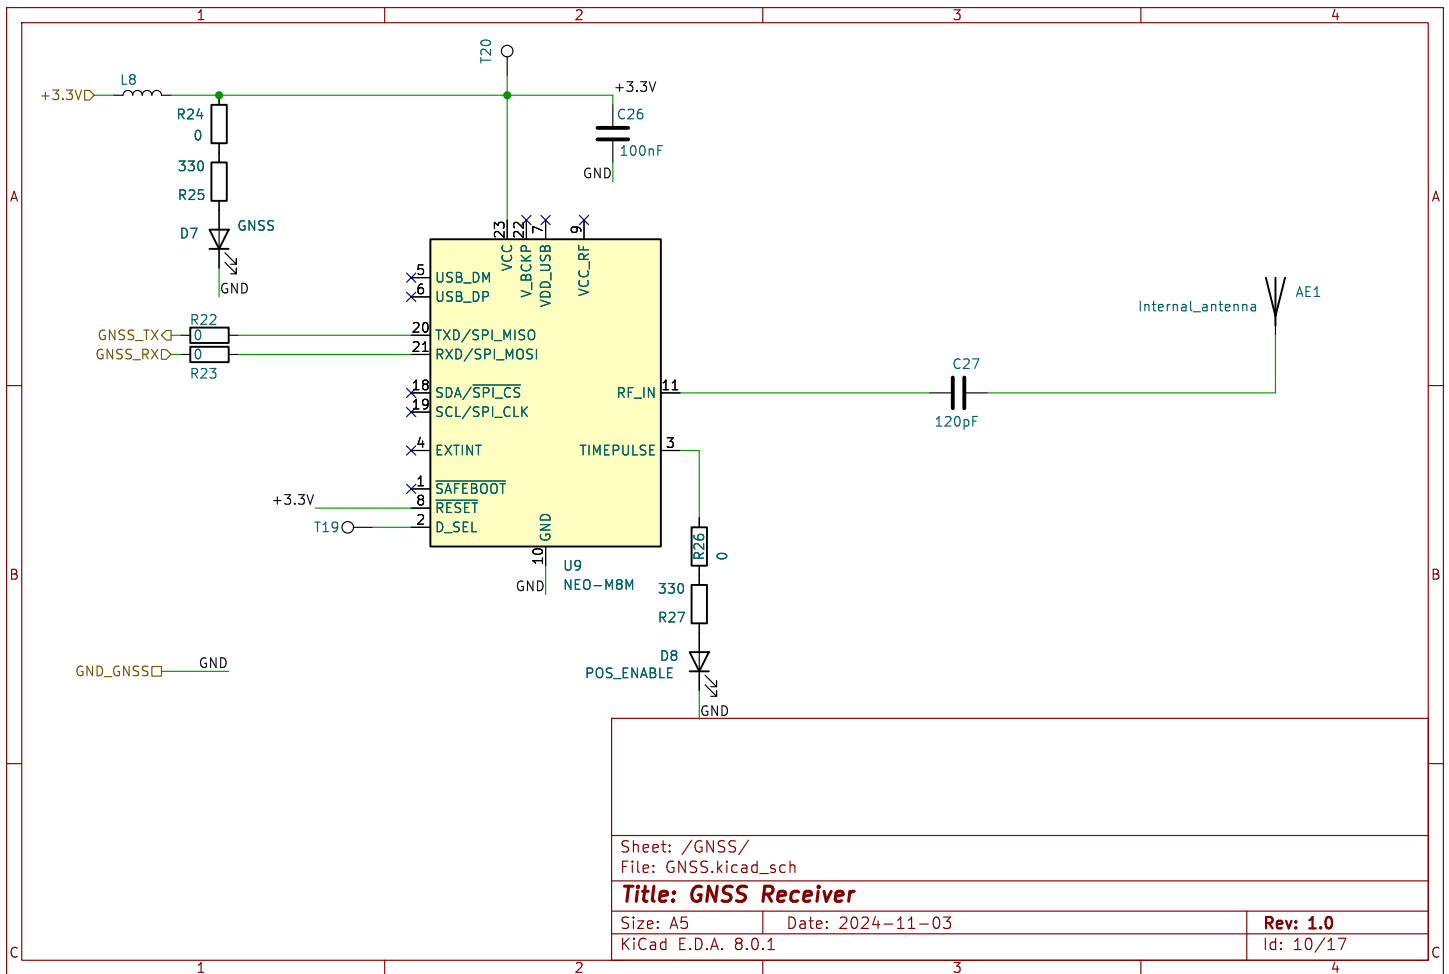 1 2 3 4
T20
L8
+3.3V
+3.3V
R24
C26
0
100nF
330
GND
R25
A A
GNSS
D7
23 22 7 9
VCC V_BCKP VDD_USB VCC_RF
GND
5 USB_DM
6 USB_DP
AE1
Internal_antenna
R22
GNSS_TX 0 20 TXD/SPI_MISO
GNSS_RX 0 21 RXD/SPI_MOSI
R23
C27
18 SDA/SPI_CS RF_IN 11
19 SCL/SPI_CLK
120pF
4 EXTINT TIMEPULSE 3
1 SAFEBOOT
+3.3V 8 RESET
T19 2 D_SEL
GND
10
R26
0
U9
NEO-M8M
GND
B B
330
R27
D8
POS_ENABLE
GND
GND_GNSS GND
Sheet: /GNSS/
File: GNSS.kicad_sch
Title: GNSS Receiver
Size: A5 Date: 2024-11-03 Rev: 1.0
KiCad E.D.A. 8.0.1 Id: 10/17
C C
1 2 3 4